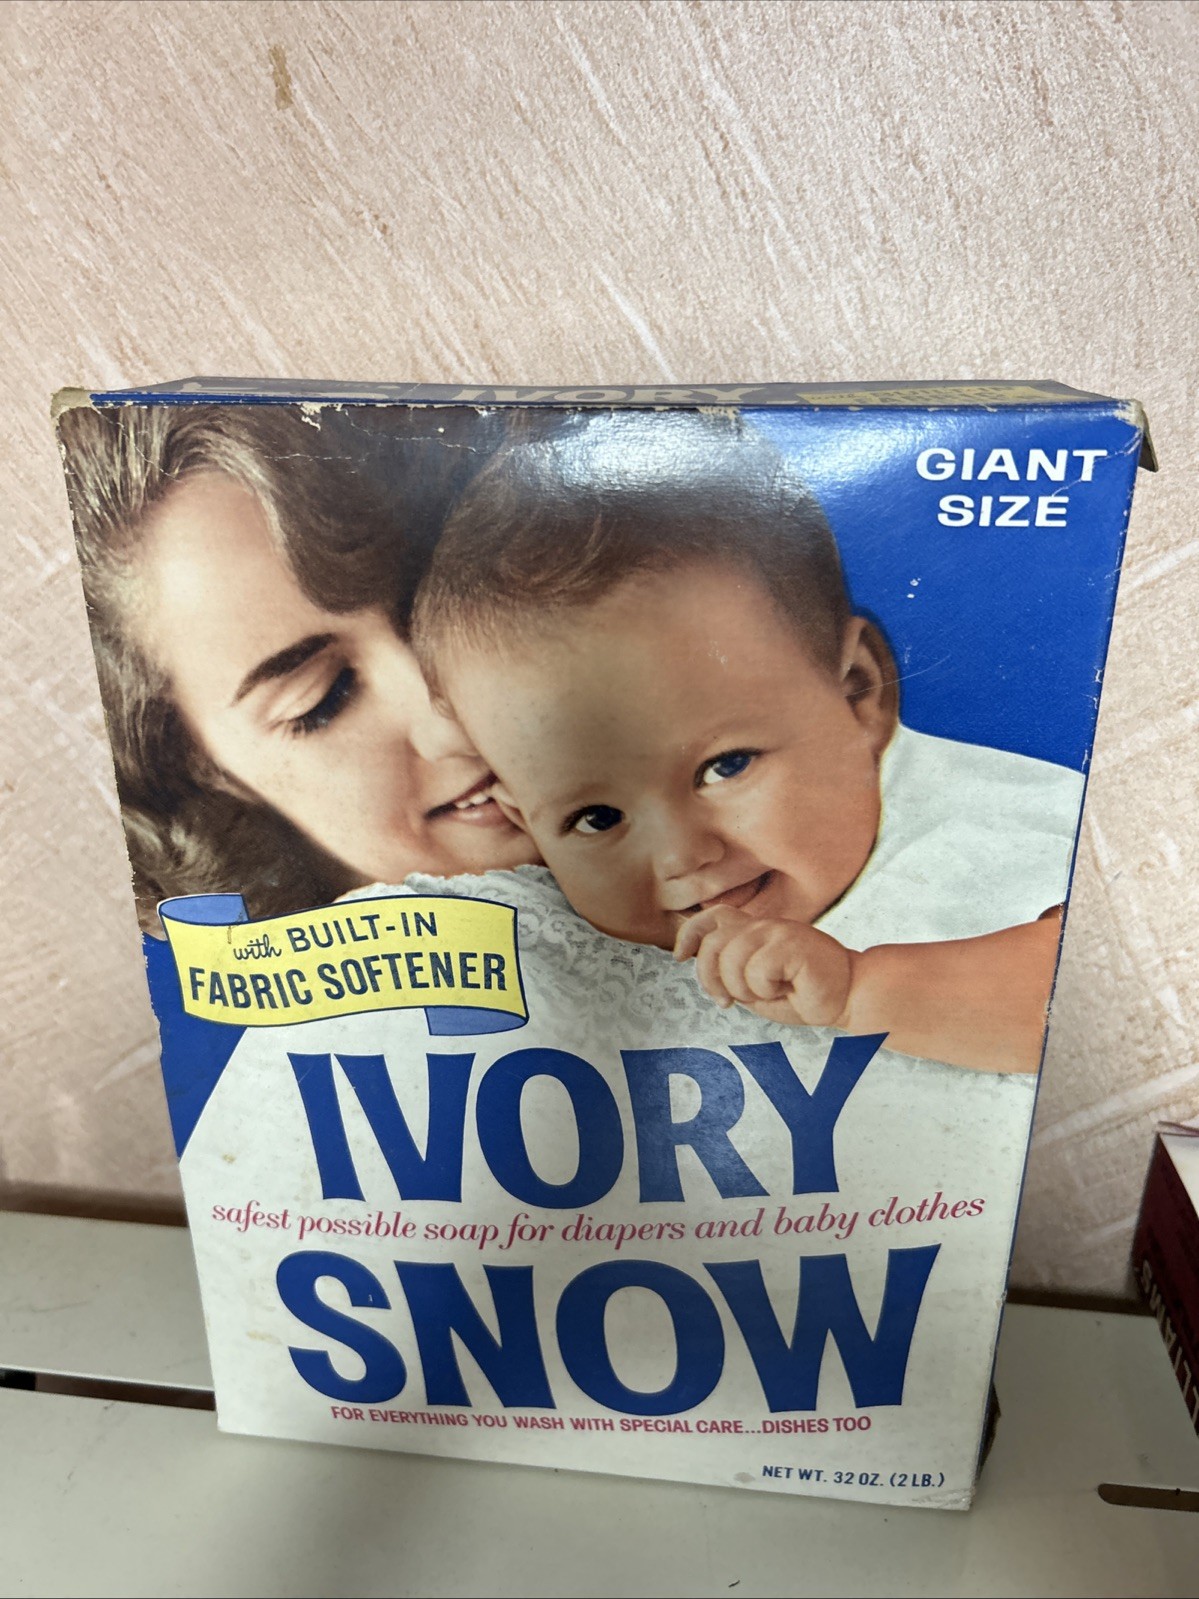 IVORY
GIANT
SIZE
with BUILT-IN
FABRIC SOFTENER
IVORY
safest possible soap for diapers and baby clothes
SNOW
FOR EVERYTHING YOU WASH WITH SPECIAL CARE...DISHES TOO
NET WT. 32 OZ. (2 LB.)